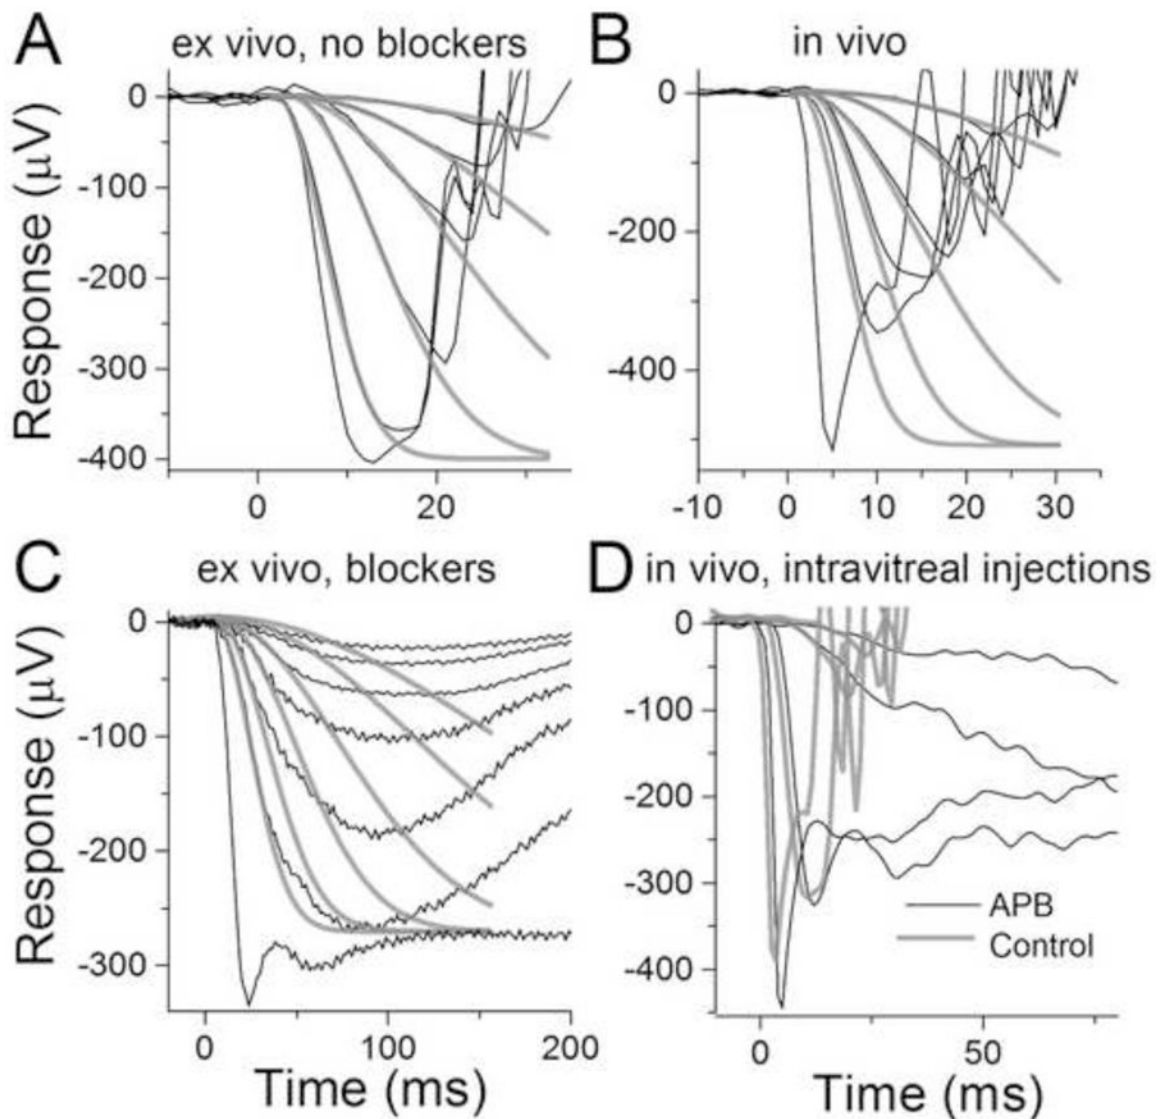 A ex vivo, no blockers
B in vivo
Response (μV)
0
-100
-200
-300
-400
0 20
0
-200
-400
-10 0 10 20 30
C ex vivo, blockers
D in vivo, intravitreal injections
Response (μV)
0
-100
-200
-300
0 100 200
Time (ms)
0
-100
-200
-300
-400
APB
Control
0 50
Time (ms)